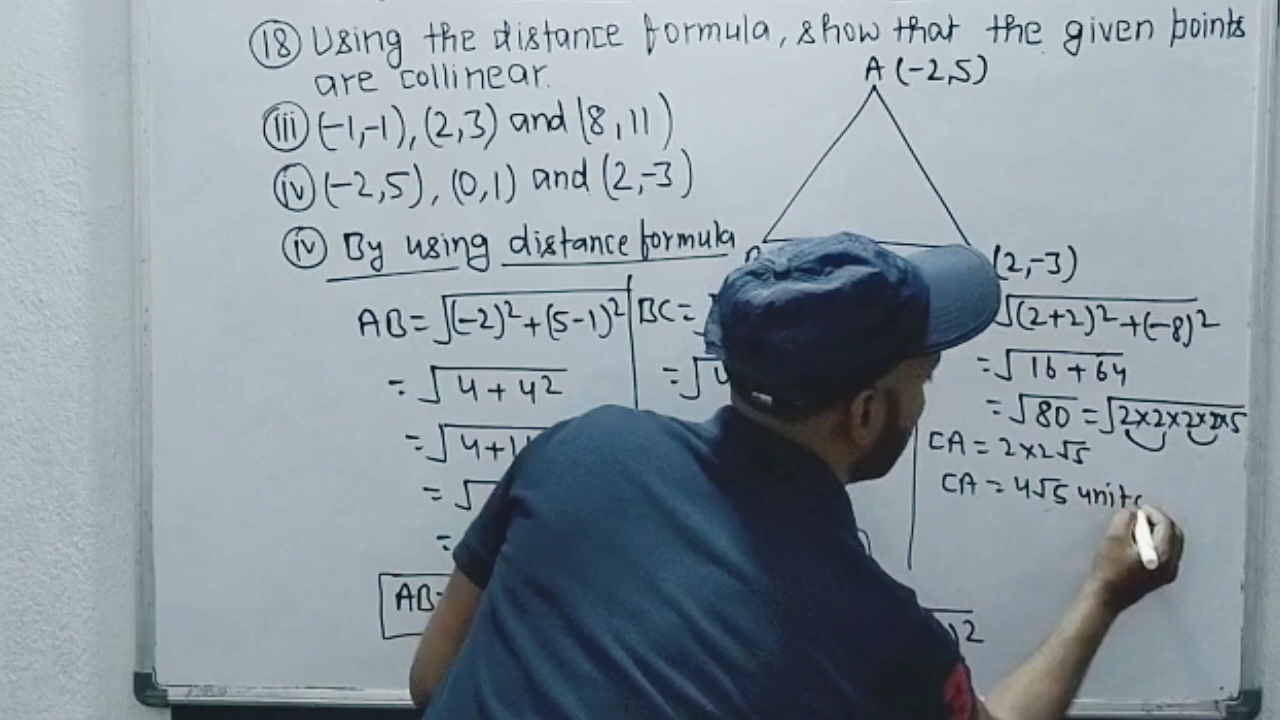 18 Using the distance formula, show that the given points
are collinear.
A (-2,5)
iii (-1,-1), (2,3) and (8,11)
iv (-2,5), (0,1) and (2,-3)
iv By using distance formula
(2,-3)
AB = √(-2)² + (5-1)²
= √4 + 4²
= √4+
= √
=
AB=
BC =
= √
√(2+2)² + (-8)²
= √16 + 64
= √80 = √2×2×2×2×5
CA = 2×2√5
CA = 4√5 units
)²